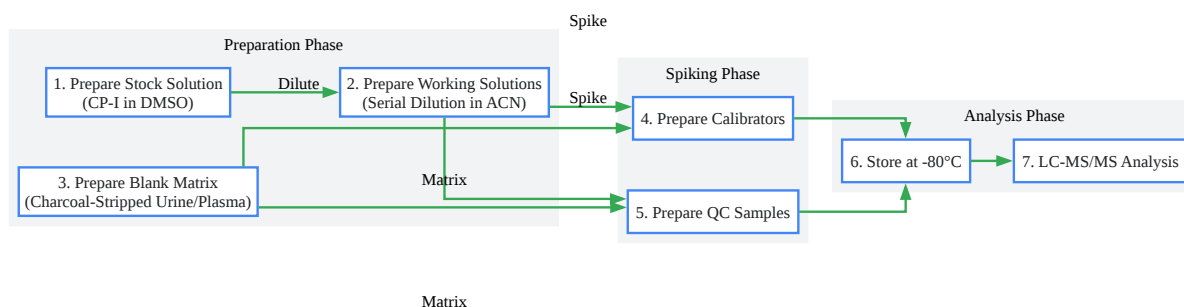 Spike
Preparation Phase
1. Prepare Stock Solution
(CP-I in DMSO)
Dilute
2. Prepare Working Solutions
(Serial Dilution in ACN)
Spike
Spiking Phase
4. Prepare Calibrators
Analysis Phase
6. Store at -80°C
7. LC-MS/MS Analysis
3. Prepare Blank Matrix
(Charcoal-Stripped Urine/Plasma)
Matrix
5. Prepare QC Samples
Matrix